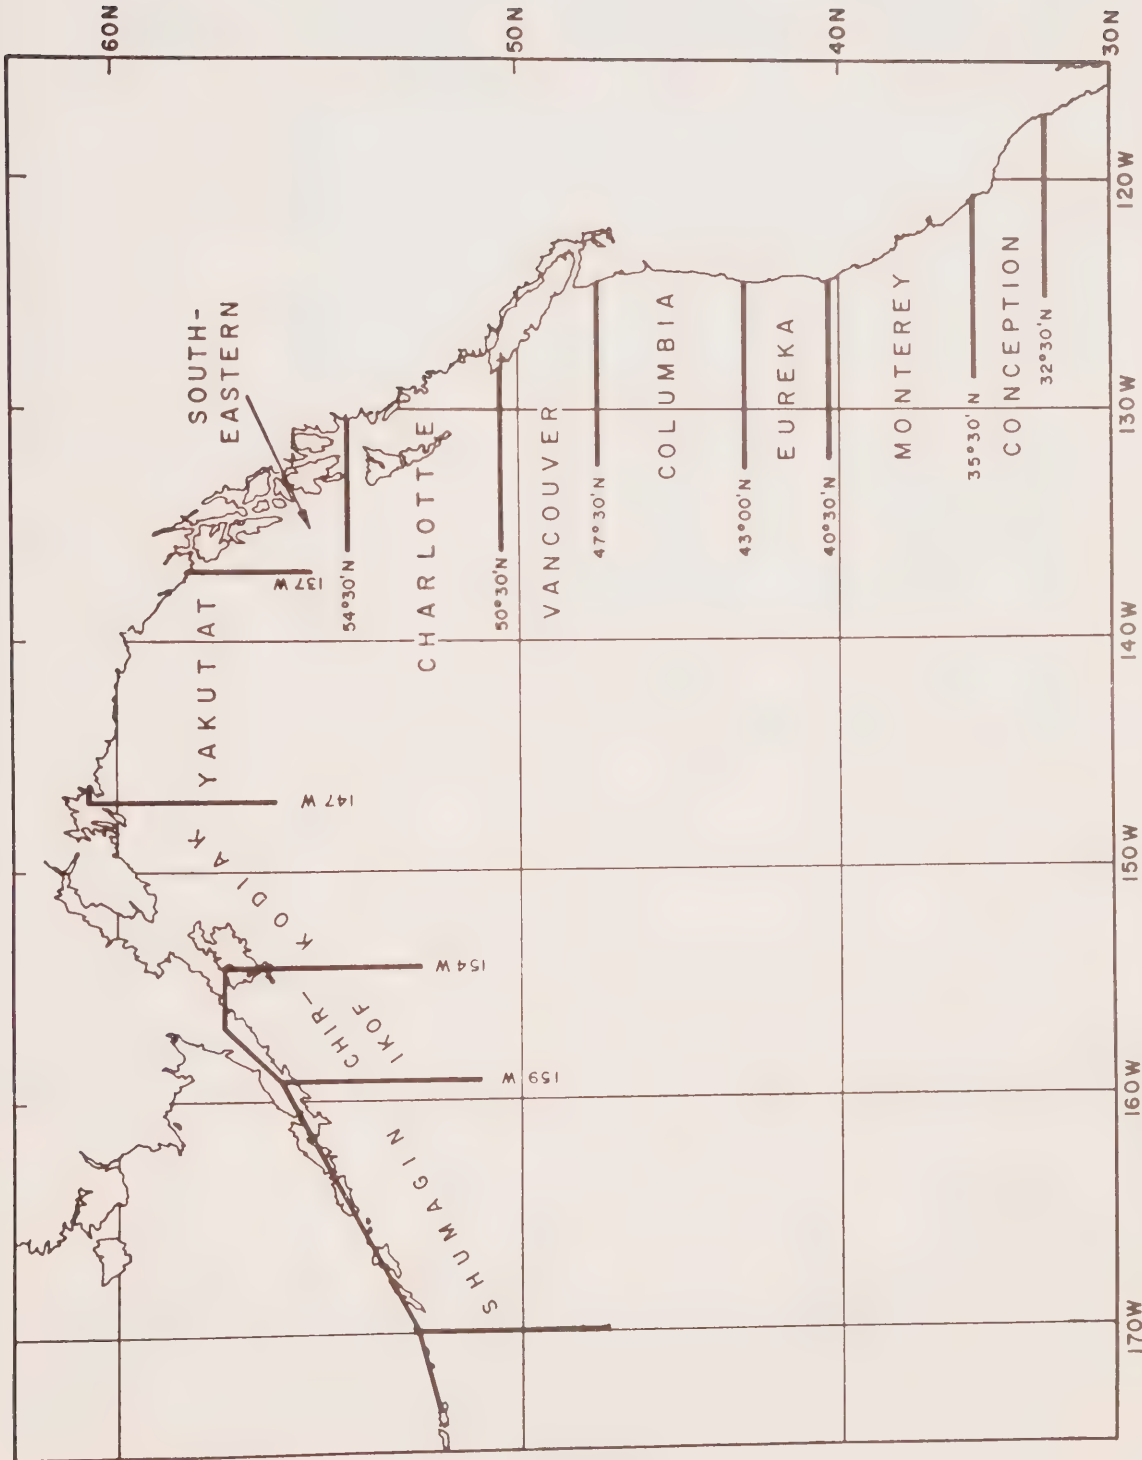 60N
50N
40N
30N
120W
130W
140W
150W
160W
170W
SOUTH-
EASTERN
YAKUTAT
KODIAK
CHIR-
IKOF
SHUMAGIN
CHARLOTTE
VANCOUVER
COLUMBIA
EUREKA
MONTEREY
CONCEPTION
137 W
147 W
154W
159 W
54°30'N
50°30'N
47°30'N
43°00'N
40°30'N
35°30'N
32°30'N